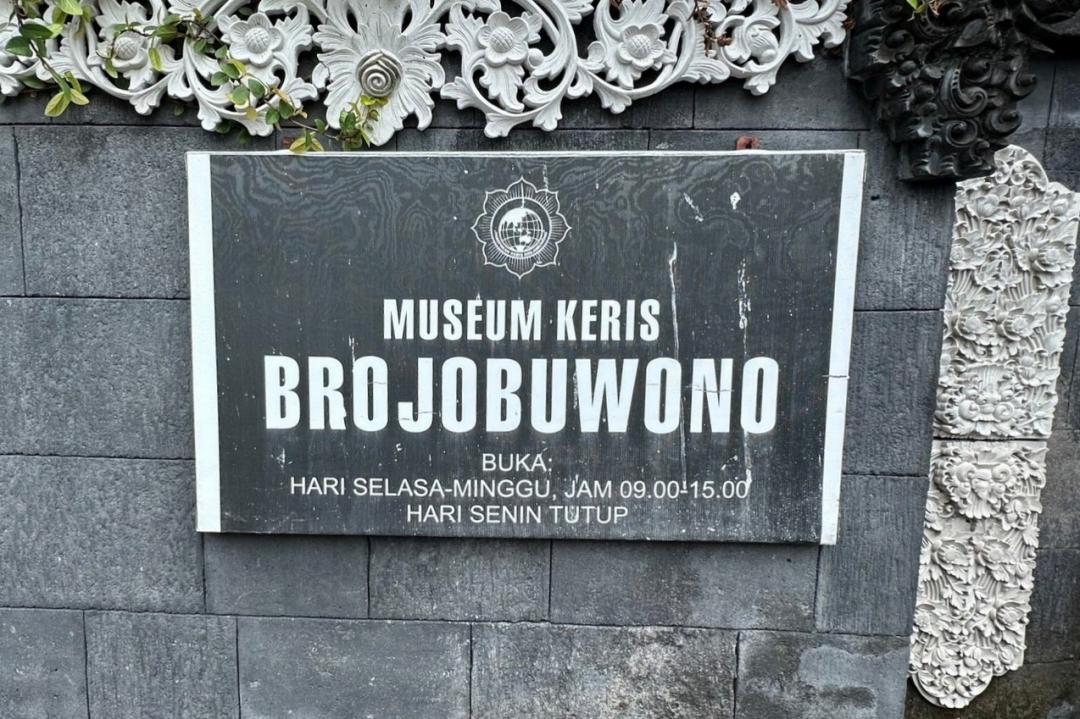 MUSEUM KERIS
BROJOBUWONO
BUKA:
HARI SELASA-MINGGU, JAM 09.00-15.00
HARI SENIN TUTUP